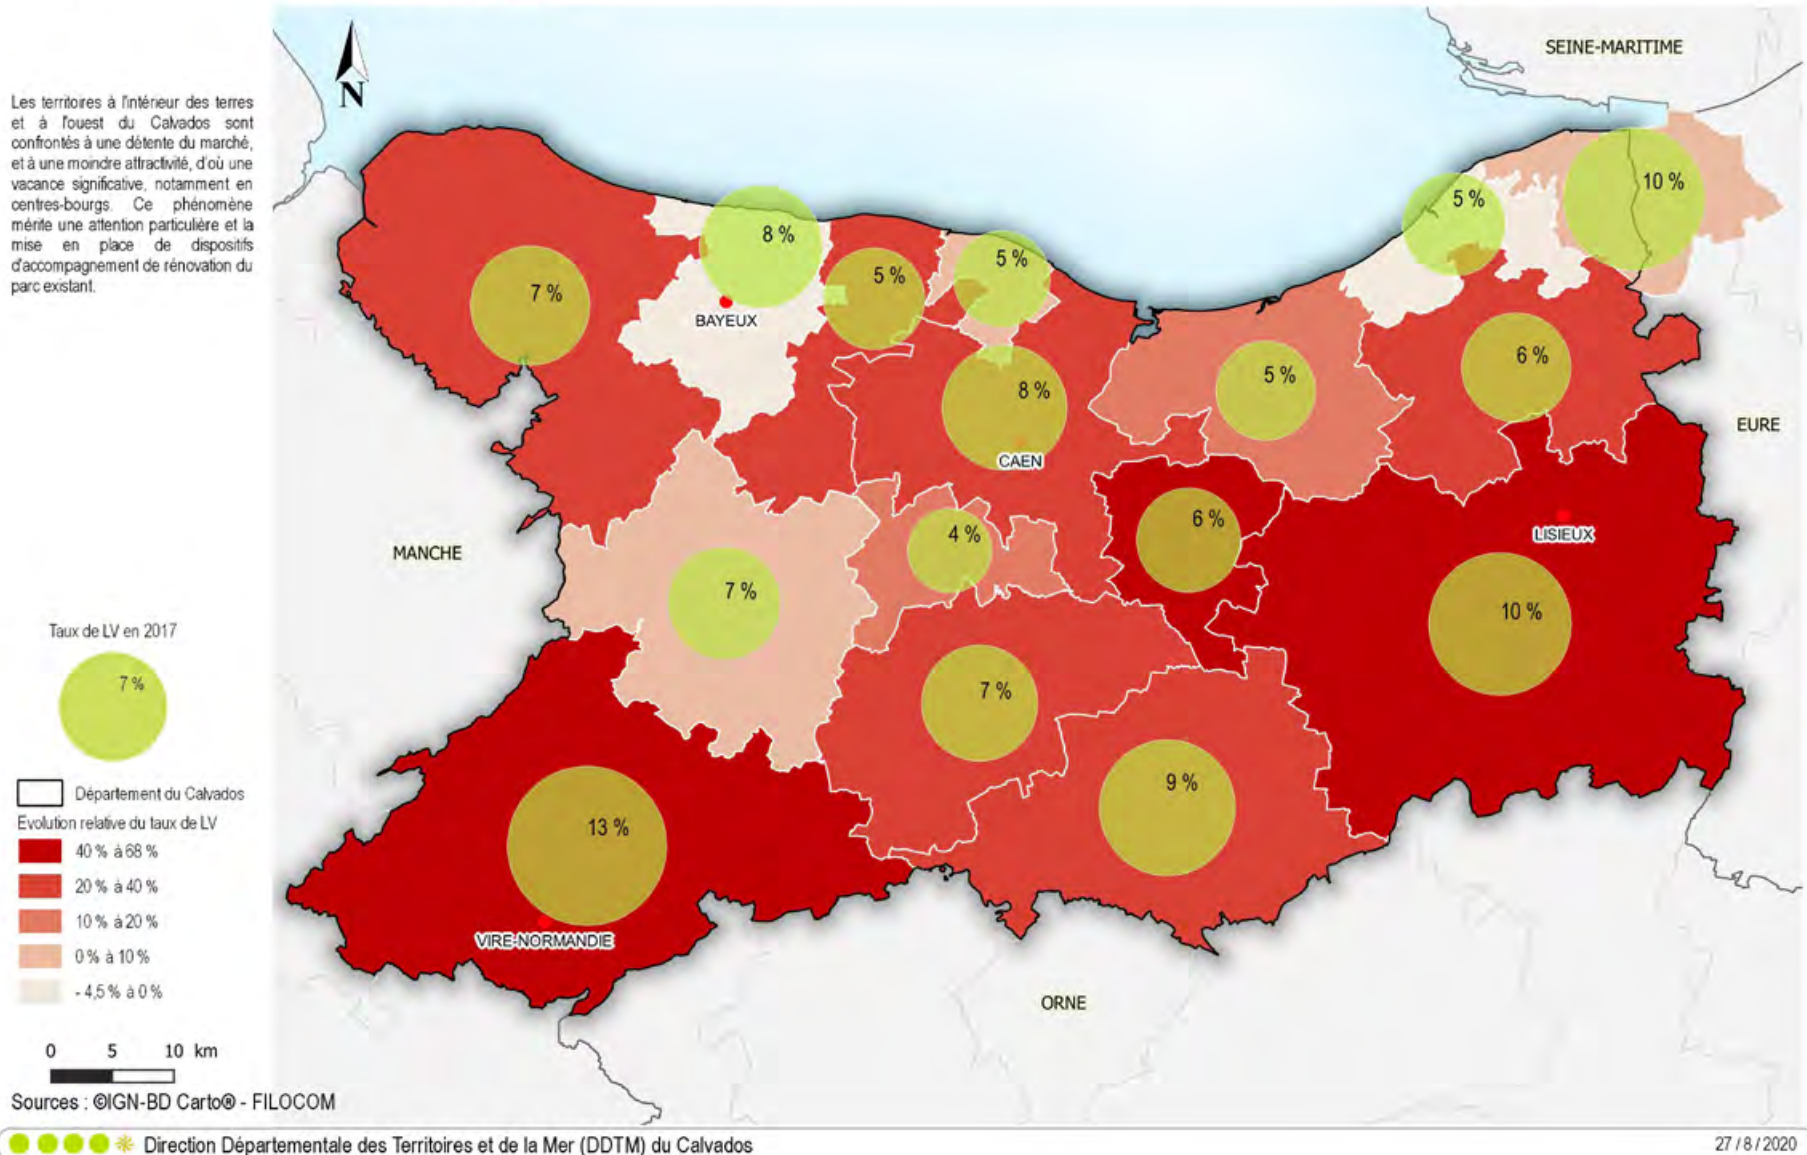 Les territoires à l'intérieur des terres
et à l'ouest du Calvados sont
confrontés à une détente du marché,
et à une moindre attractivité, d'où une
vacance significative, notamment en
centres-bourgs. Ce phénomène
mérite une attention particulière et la
mise en place de dispositifs
d'accompagnement de rénovation du
parc existant.
N
SEINE-MARITIME
10 %
5 %
8 %
5 %
5 %
7 %
BAYEUX
6 %
5 %
8 %
EURE
CAEN
6 %
LISIEUX
4 %
MANCHE
7 %
10 %
7 %
9 %
13 %
VIRE-NORMANDIE
ORNE
Taux de LV en 2017
7 %
Département du Calvados
Evolution relative du taux de LV
40 % à 68 %
20 % à 40 %
10 % à 20 %
0 % à 10 %
- 4,5 % à 0 %
0 5 10 km
Sources : ©IGN-BD Carto® - FILOCOM
Direction Départementale des Territoires et de la Mer (DDTM) du Calvados
27 / 8 / 2020